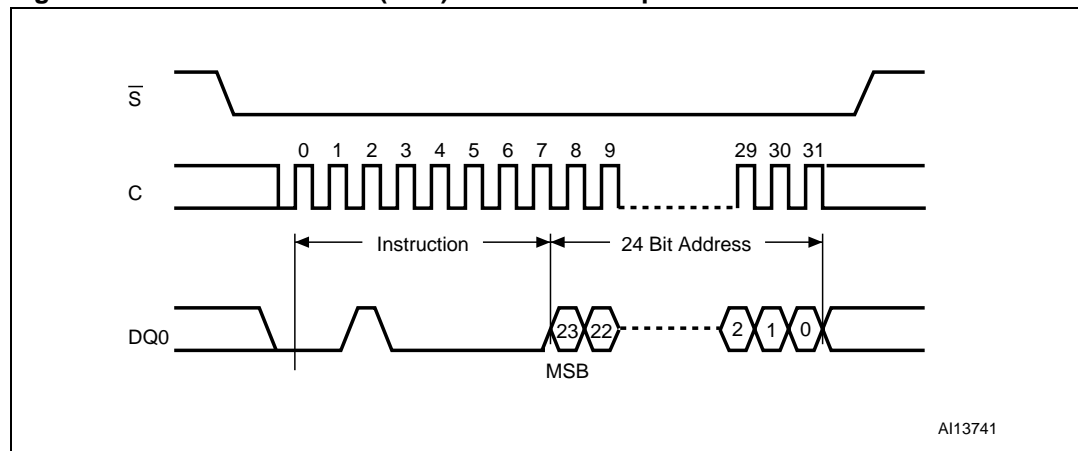 S
0 1 2 3 4 5 6 7 8 9 29 30 31
C
Instruction 24 Bit Address
DQ0
23 22 2 1 0
MSB
AI13741